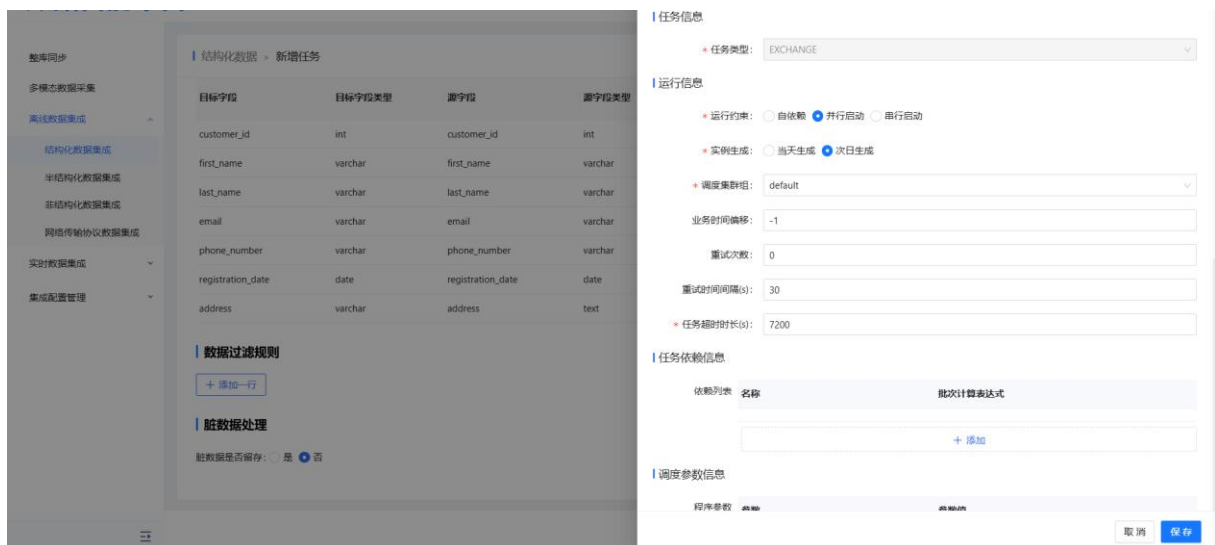 整库同步
多模态数据采集
离线数据集成
结构化数据集成
半结构化数据集成
非结构化数据集成
网络传输协议数据集成
实时数据集成
集成配置管理
结构化数据 > 新增任务
目标字段 目标字段类型 源字段 源字段类型
customer_id int customer_id int
first_name varchar first_name varchar
last_name varchar last_name varchar
email varchar email varchar
phone_number varchar phone_number varchar
registration_date date registration_date date
address varchar address text
数据过滤规则
+ 添加一行
脏数据处理
脏数据是否留存: 是 否
任务信息
* 任务类型: EXCHANGE
运行信息
* 运行约束: 自依赖 并行启动 串行启动
* 实例生成: 当天生成 次日生成
* 调度集群组: default
业务时间偏移: -1
重试次数: 0
重试时间间隔(s): 30
* 任务超时时长(s): 7200
任务依赖信息
依赖列表 名称 批次计算表达式
+ 添加
调度参数信息
程序参数 参数 参数值
取消 保存